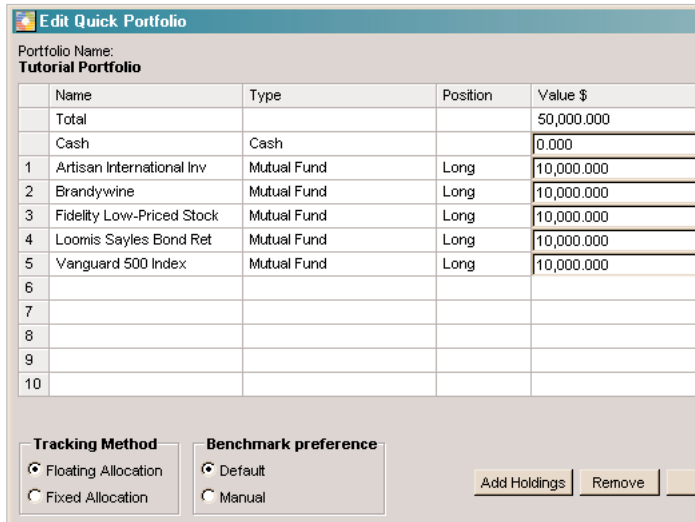 Edit Quick Portfolio
Portfolio Name:
Tutorial Portfolio
Name Type Position Value $
Total 50,000.000
Cash Cash 0.000
1 Artisan International Inv Mutual Fund Long 10,000.000
2 Brandywine Mutual Fund Long 10,000.000
3 Fidelity Low-Priced Stock Mutual Fund Long 10,000.000
4 Loomis Sayles Bond Ret Mutual Fund Long 10,000.000
5 Vanguard 500 Index Mutual Fund Long 10,000.000
6
7
8
9
10
Tracking Method Benchmark preference
Floating Allocation Default
Fixed Allocation Manual
Add Holdings Remove